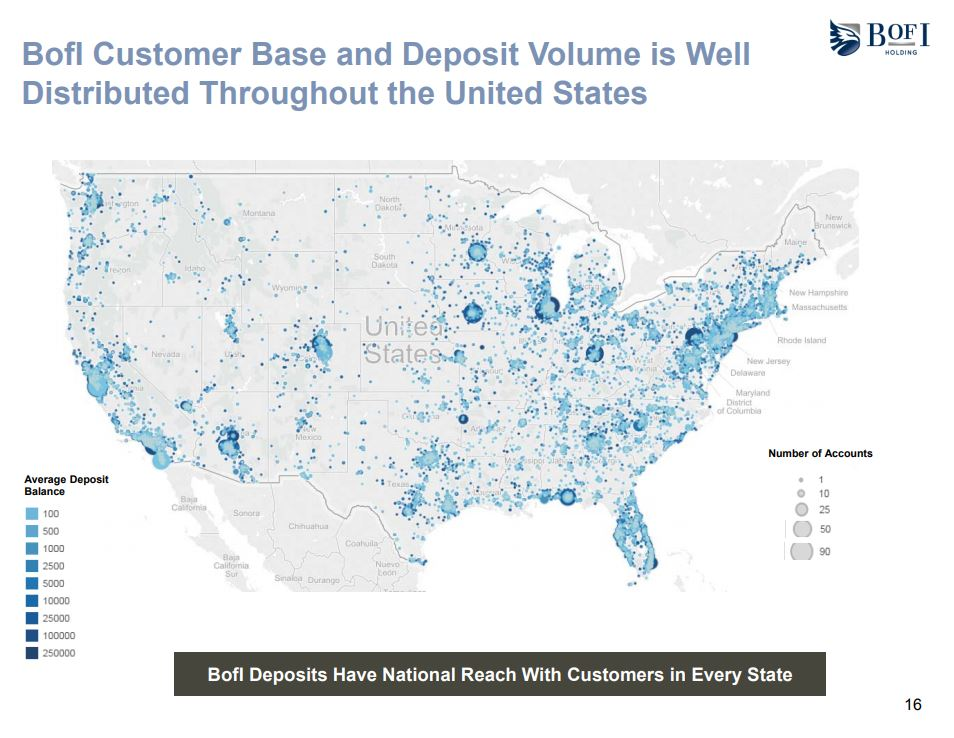 BofI Customer Base and Deposit Volume is Well
Distributed Throughout the United States
BOFI
HOLDING
North
Dakota
Montana
Minnesota
New
Brunswick
Maine
South
Dakota
Idaho
Wyoming
New Hampshire
Massachusetts
United
States
Rhode Island
Nevada
New Jersey
Delaware
Maryland
District
of Columbia
New
Mexico
Texas
Number of Accounts
1
10
25
50
90
Average Deposit
Balance
100
500
1000
2500
5000
10000
25000
100000
250000
Baja
California
Sonora
Chihuahua
Coahuila
Baja
California
Sur
Sinaloa
Durango
Nuevo
León
BofI Deposits Have National Reach With Customers in Every State
16